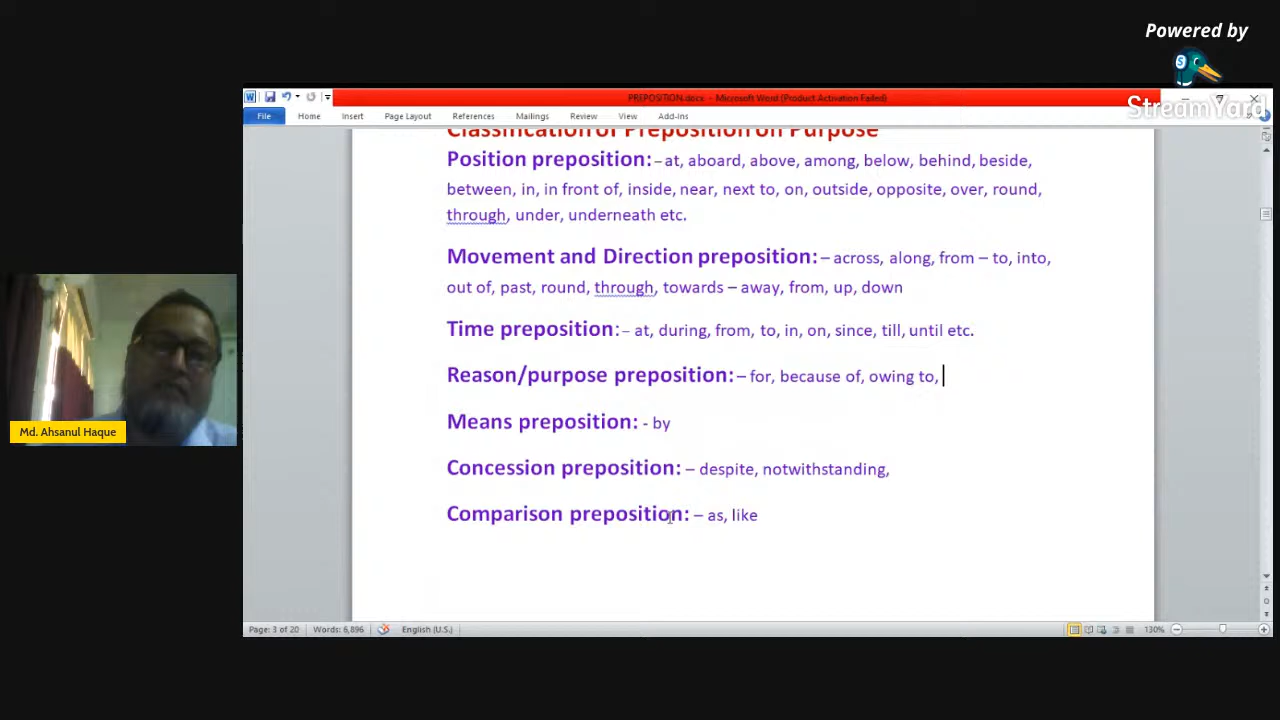 Powered by
StreamYard
PREPOSITION.docx - Microsoft Word (Product Activation Failed)
File Home Insert Page Layout References Mailings Review View Add-Ins
Classification of Preposition on Purpose
Position preposition: – at, aboard, above, among, below, behind, beside,
between, in, in front of, inside, near, next to, on, outside, opposite, over, round,
through, under, underneath etc.
Movement and Direction preposition: – across, along, from – to, into,
out of, past, round, through, towards – away, from, up, down
Time preposition: – at, during, from, to, in, on, since, till, until etc.
Reason/purpose preposition: – for, because of, owing to,
Means preposition: - by
Concession preposition: – despite, notwithstanding,
Comparison preposition: – as, like
Md. Ahsanul Haque
Page: 3 of 20 Words: 6,896 English (U.S.) 130%